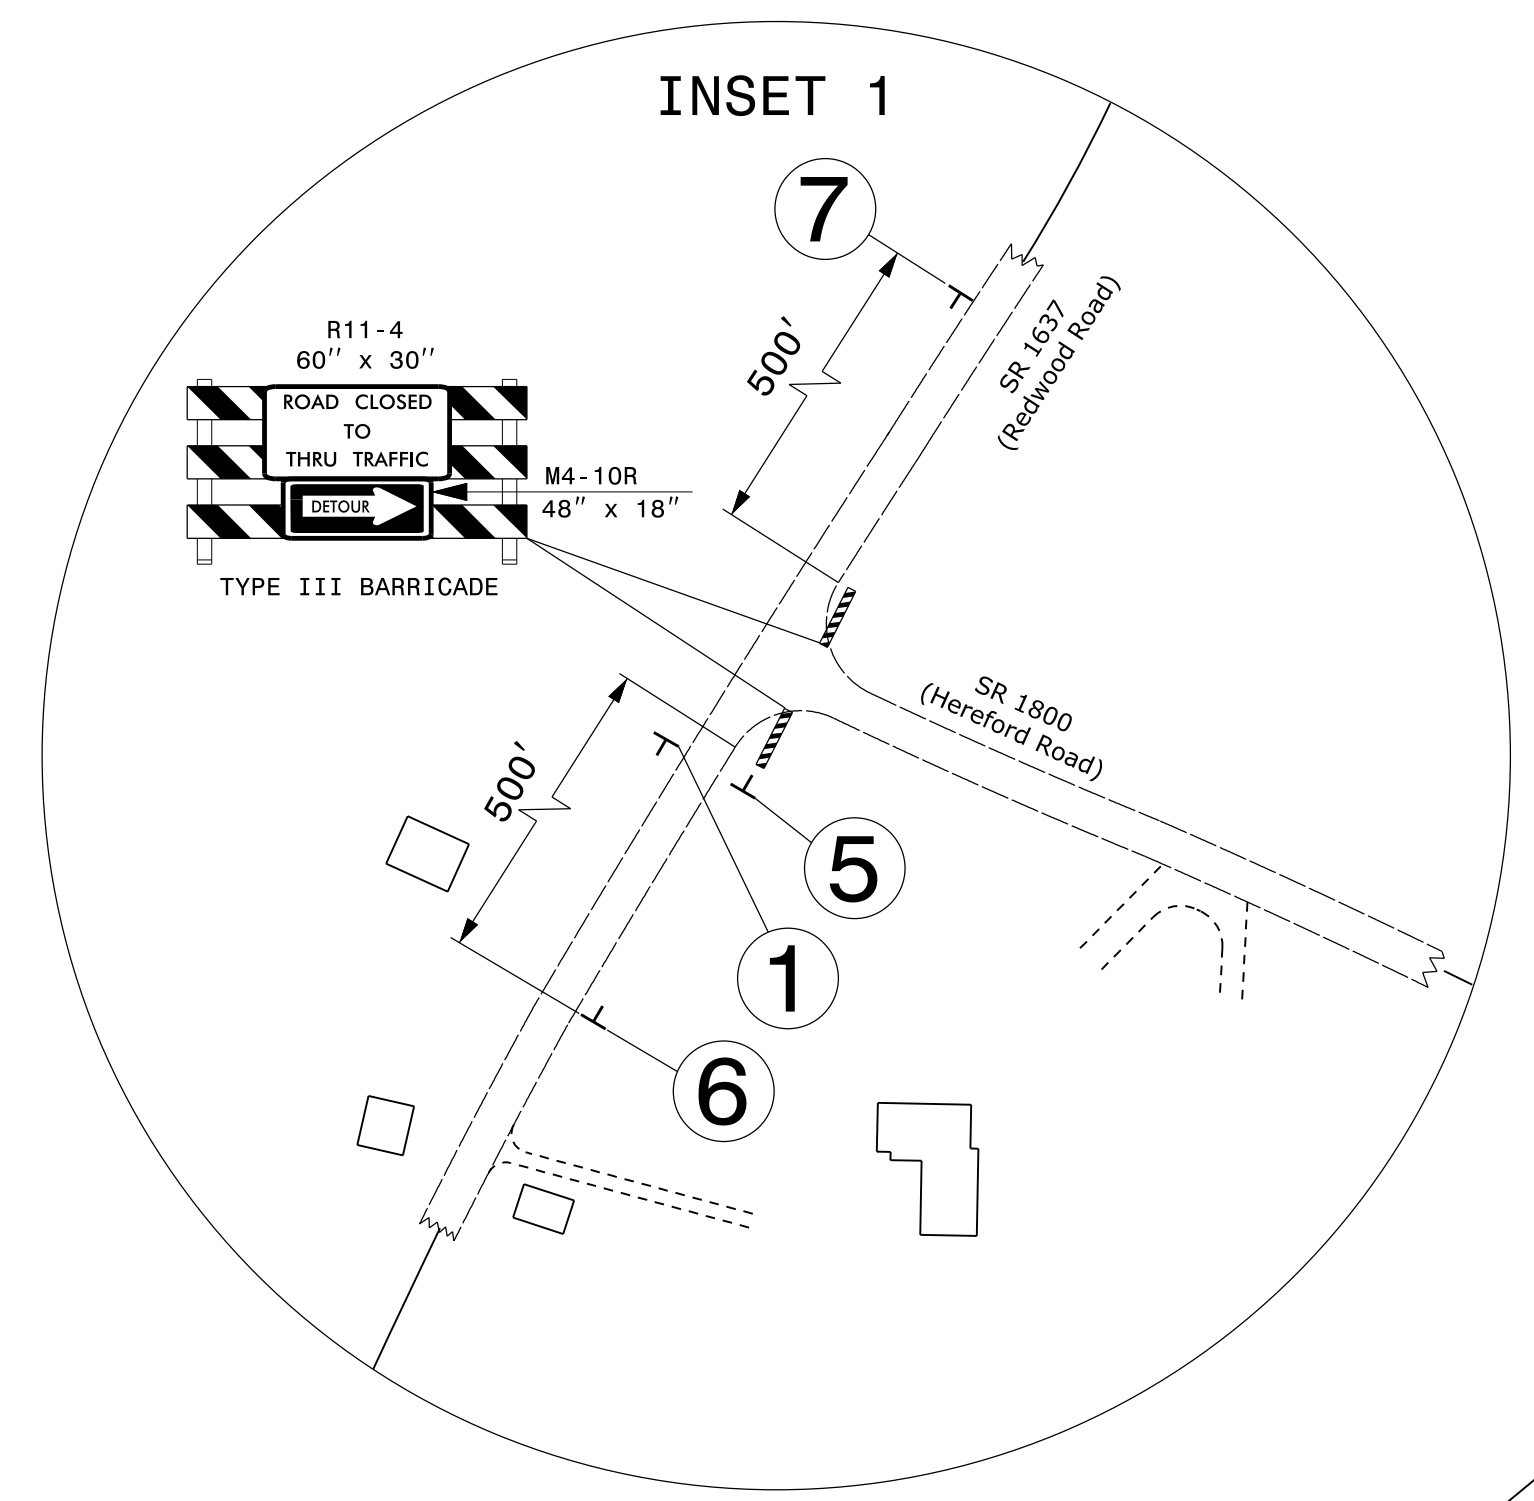 INSET 1
7
500'
SR 1637
(Redwood Road)
R11-4
60" x 30"
ROAD CLOSED
TO
THRU TRAFFIC
DETOUR
M4-10R
48" x 18"
TYPE III BARRICADE
SR 1800
(Hereford Road)
500'
5
1
6